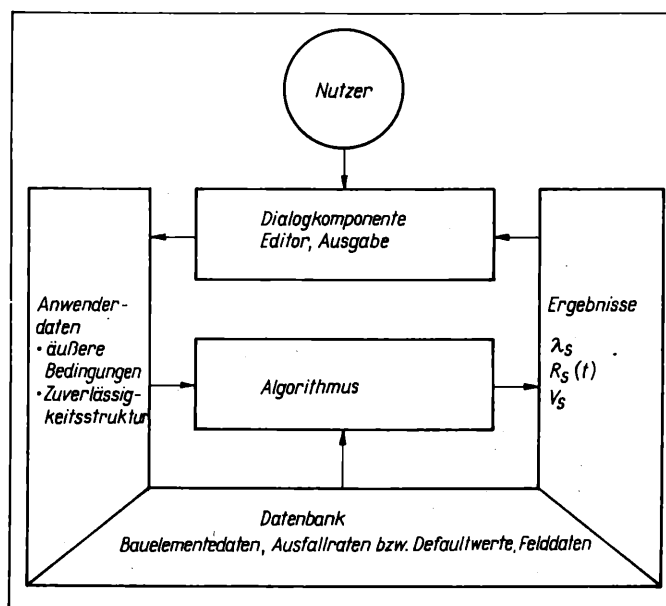 Nutzer
Dialogkomponente
Editor, Ausgabe
Anwender-
daten
• äußere
Bedingungen
• Zuverlässig-
keitsstruktur
Algorithmus
Ergebnisse
λs
Rs (t)
Vs
Datenbank
Bauelementedaten, Ausfallraten bzw. Defaultwerte, Felddaten